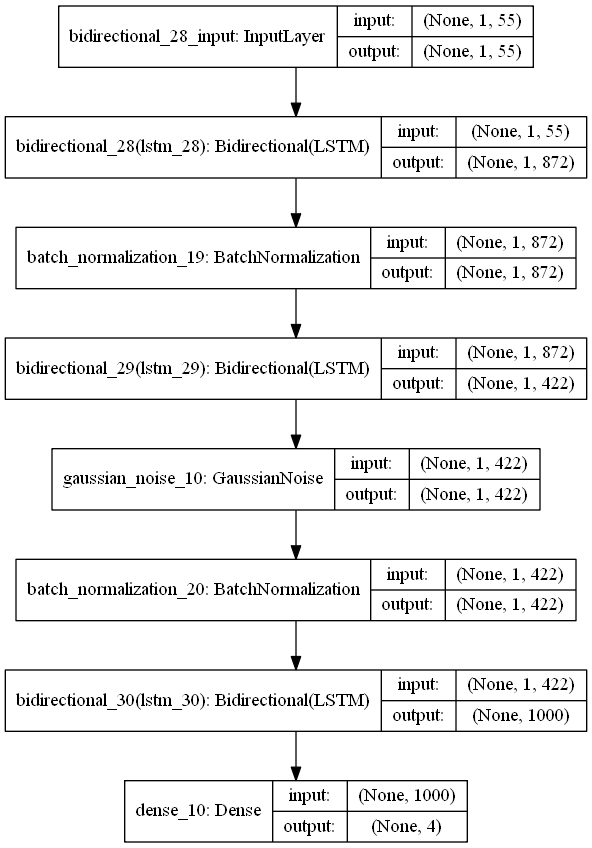 bidirectional_28_input: InputLayer
input: (None, 1, 55)
output: (None, 1, 55)
bidirectional_28(lstm_28): Bidirectional(LSTM)
input: (None, 1, 55)
output: (None, 1, 872)
batch_normalization_19: BatchNormalization
input: (None, 1, 872)
output: (None, 1, 872)
bidirectional_29(lstm_29): Bidirectional(LSTM)
input: (None, 1, 872)
output: (None, 1, 422)
gaussian_noise_10: GaussianNoise
input: (None, 1, 422)
output: (None, 1, 422)
batch_normalization_20: BatchNormalization
input: (None, 1, 422)
output: (None, 1, 422)
bidirectional_30(lstm_30): Bidirectional(LSTM)
input: (None, 1, 422)
output: (None, 1000)
dense_10: Dense
input: (None, 1000)
output: (None, 4)